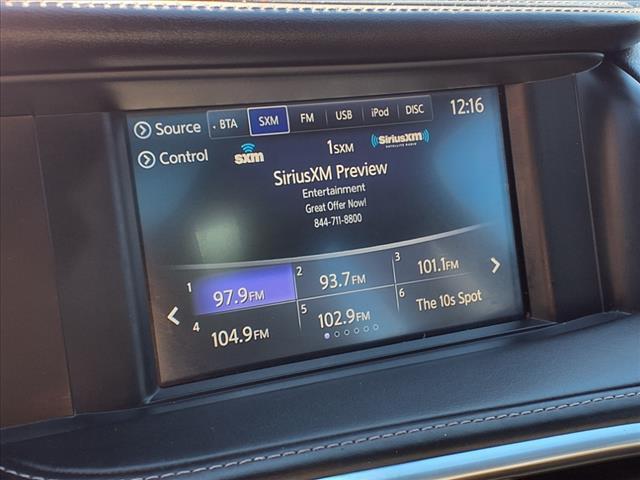 Source BTA SXM FM USB iPod DISC 12:16
Control sxm 1SXM SiriusXM
SATELLITE RADIO
SiriusXM Preview
Entertainment
Great Offer Now!
844-711-8800
1 97.9FM 2 93.7FM 3 101.1FM
4 104.9FM 5 102.9FM 6 The 10s Spot